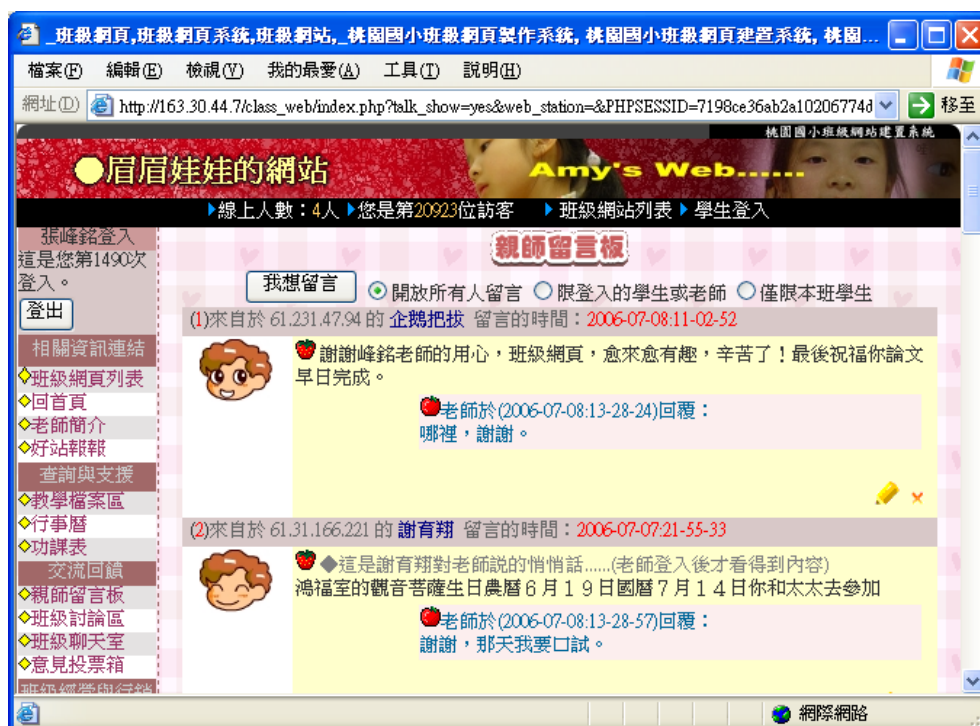 _班級網頁,班級網頁系統,班級網站,_桃園國小班級網頁製作系統, 桃園國小班級網頁建置系統, 桃園...
檔案(F) 編輯(E) 檢視(V) 我的最愛(A) 工具(T) 說明(H)
網址(D) http://163.30.44.7/class_web/index.php?talk_show=yes&web_station=&PHPSESSID=7198ce36ab2a10206774d 移至
桃園國小班級網站建置系統
●眉眉娃娃的網站
Amy's Web......
線上人數：4人 您是第20923位訪客 班級網站列表 學生登入
張峰銘登入
這是您第1490次
登入。
登出
相關資訊連結
班級網頁列表
回首頁
老師簡介
好站報報
查詢與支援
教學檔案區
行事曆
功課表
交流回饋
親師留言板
班級討論區
班級聊天室
意見投票箱
班級經營與行銷
親師留言板
我想留言 開放所有人留言 限登入的學生或老師 僅限本班學生
(1)來自於 61.231.47.94 的 企鵝把拔 留言的時間：2006-07-08:11-02-52
謝謝峰銘老師的用心，班級網頁，愈來愈有趣，辛苦了！最後祝福你論文
早日完成。
老師於(2006-07-08:13-28-24)回覆：
哪裡，謝謝。
(2)來自於 61.31.166.221 的 謝育翔 留言的時間：2006-07-07:21-55-33
◆這是謝育翔對老師說的悄悄話......(老師登入後才看得到內容)
鴻福室的觀音菩薩生日農曆６月１９日國曆７月１４日你和太太去參加
老師於(2006-07-08:13-28-57)回覆：
謝謝，那天我要口試。
網際網路